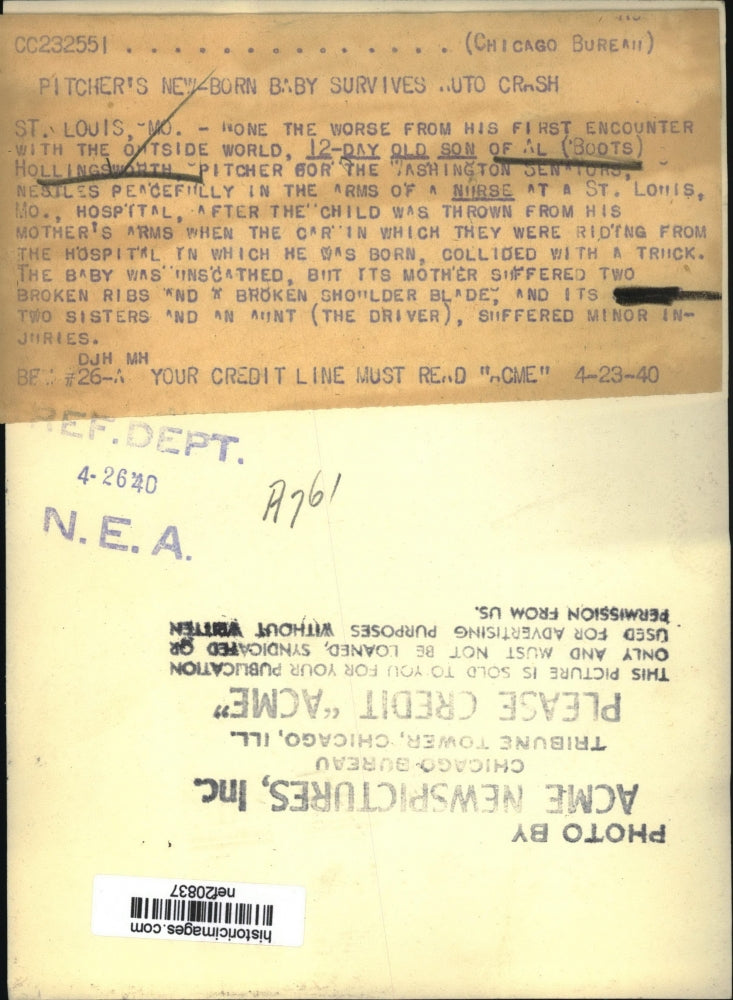 CC232551 . . . . . . . . . . . . . . . . (CHICAGO BUREAU)
PITCHER'S NEW-BORN BABY SURVIVES AUTO CRASH
ST. LOUIS, MO. - NONE THE WORSE FROM HIS FIRST ENCOUNTER
WITH THE OUTSIDE WORLD, 12-DAY OLD SON OF AL (BOOTS)
HOLLINGSWORTH PITCHER FOR THE WASHINGTON SENATORS,
NESTLES PEACEFULLY IN THE ARMS OF A NURSE AT A ST. LOUIS,
MO., HOSPITAL, AFTER THE CHILD WAS THROWN FROM HIS
MOTHER'S ARMS WHEN THE CAR IN WHICH THEY WERE RIDING FROM
THE HOSPITAL IN WHICH HE WAS BORN, COLLIDED WITH A TRUCK.
THE BABY WAS UNSCATHED, BUT ITS MOTHER SUFFERED TWO
BROKEN RIBS AND A BROKEN SHOULDER BLADE, AND ITS
TWO SISTERS AND AN AUNT (THE DRIVER), SUFFERED MINOR IN-
JURIES.
DJH MH
#26-A YOUR CREDIT LINE MUST READ "ACME" 4-23-40
REF. DEPT.
4-26'40
N.E.A.
A761
PHOTO BY
ACME NEWSPICTURES, Inc.
CHICAGO BUREAU
TRIBUNE TOWER, CHICAGO, ILL.
PLEASE CREDIT "ACME"
THIS PICTURE IS SOLD TO YOU FOR YOUR PUBLICATION
ONLY AND MUST NOT BE LOANED, SYNDICATED OR
USED FOR ADVERTISING PURPOSES WITHOUT WRITTEN
PERMISSION FROM US.
historicimages.com
nef20837